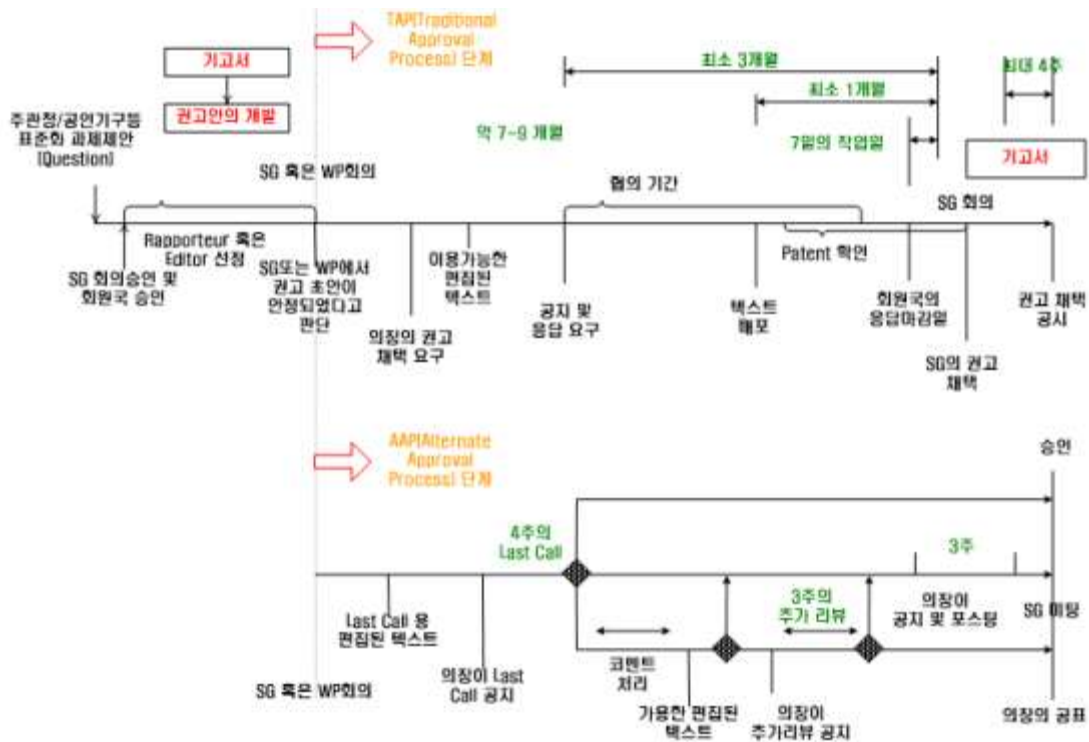 TAP(Traditional
Approval
Process) 단계
기고서
권고안의 개발
주관청/공인기구등
표준화 과제제안
(Question)
최소 3개월
최대 4주
최소 1개월
약 7-9 개월
7일의 작업일
기고서
SG 혹은 WP회의
협의 기간
SG 회의
Rapporteur 혹은
Editor 선정
SG 회의승인 및
회원국 승인
SG또는 WP에서
권고 초안이
안정되었다고
판단
이용가능한
편집된
텍스트
의장의 권고
채택 요구
공지 및
응답 요구
Patent 확인
텍스트
배포
회원국의
응답마감일
SG의 권고
채택
권고 채택
공시
AAP(Alternate
Approval
Process) 단계
승인
4주의
Last Call
3주
Last Call 용
편집된 텍스트
3주의
추가 리뷰
의장이
공지 및 포스팅
SG 미팅
의장이 Last
Call 공지
코멘트
처리
SG 혹은 WP회의
가용한 편집된
텍스트
의장이
추가리뷰 공지
의장의 공표